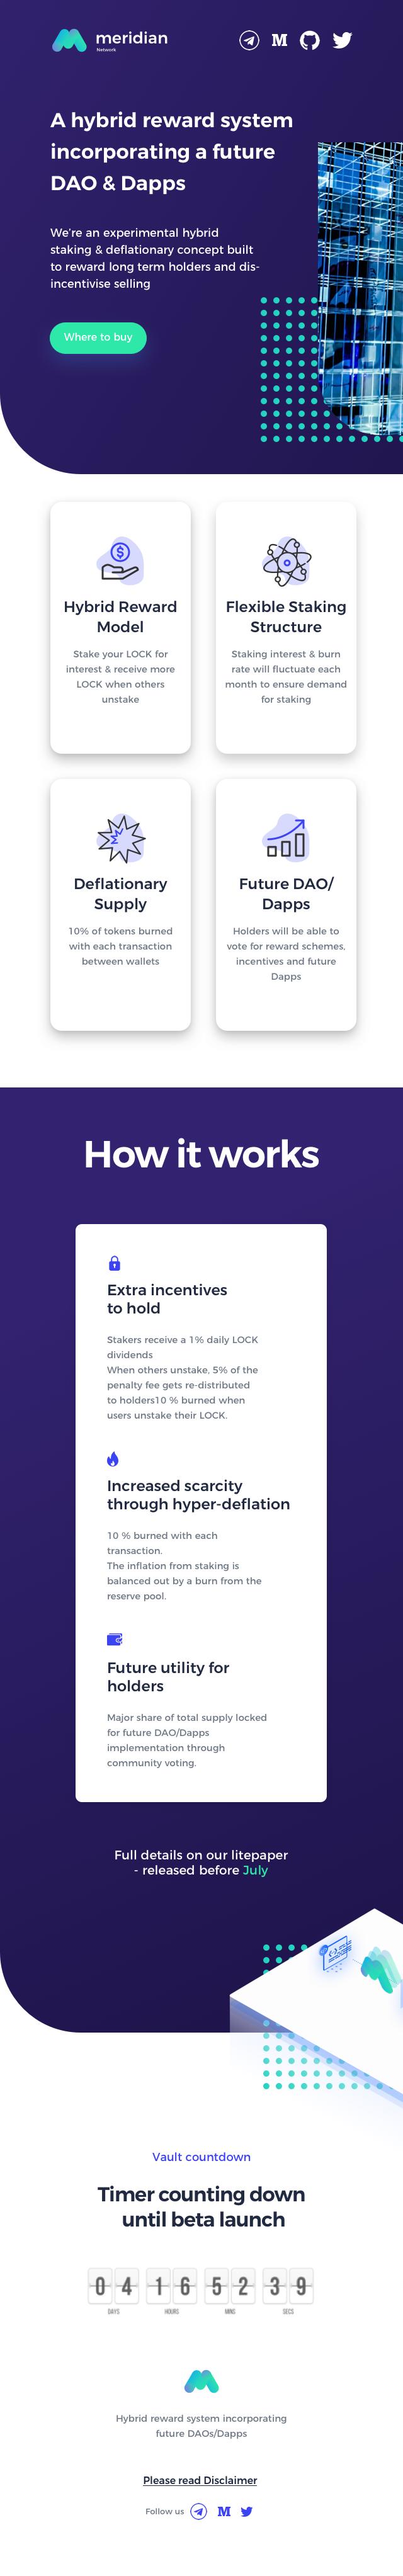 meridian
Network
A hybrid reward system
incorporating a future
DAO & Dapps
We're an experimental hybrid
staking & deflationary concept built
to reward long term holders and dis-
incentivise selling
Where to buy
Hybrid Reward
Model
Stake your LOCK for
interest & receive more
LOCK when others
unstake
Flexible Staking
Structure
Staking interest & burn
rate will fluctuate each
month to ensure demand
for staking
Deflationary
Supply
10% of tokens burned
with each transaction
between wallets
Future DAO/
Dapps
Holders will be able to
vote for reward schemes,
incentives and future
Dapps
How it works
Extra incentives
to hold
Stakers receive a 1% daily LOCK
dividends
When others unstake, 5% of the
penalty fee gets re-distributed
to holders10 % burned when
users unstake their LOCK.
Increased scarcity
through hyper-deflation
10 % burned with each
transaction.
The inflation from staking is
balanced out by a burn from the
reserve pool.
Future utility for
holders
Major share of total supply locked
for future DAO/Dapps
implementation through
community voting.
Full details on our litepaper
- released before July
Vault countdown
Timer counting down
until beta launch
04 16 52 39
DAYS HOURS MINS SECS
Hybrid reward system incorporating
future DAOs/Dapps
Please read Disclaimer
Follow us